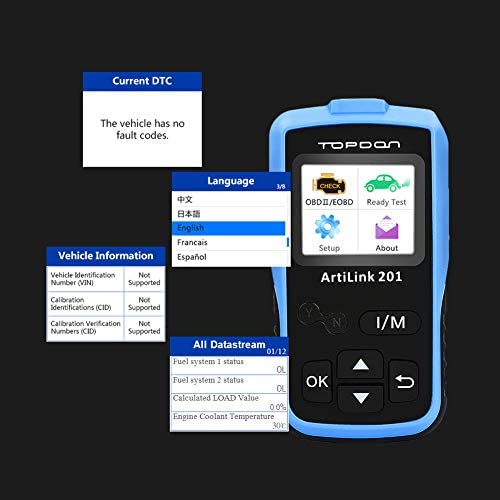 Current DTC
The vehicle has no
fault codes.
Language
3/8
中文
日本語
English
Francais
Español
Vehicle Information
Vehicle Identification
Number (VIN)
Not
Supported
Calibration
Identifications (CID)
Not
Supported
Calibration Verification
Numbers (CID)
Not
Supported
All Datastream
01/12
Fuel system 1 status
OL
Fuel system 2 status
OL
Calculated LOAD Value
0.0%
Engine Coolant Temperature
30℃
TOPDON
CHECK
OBDⅡ/EOBD
Ready Test
Setup
About
ArtiLink 201
Y
N
I/M
OK